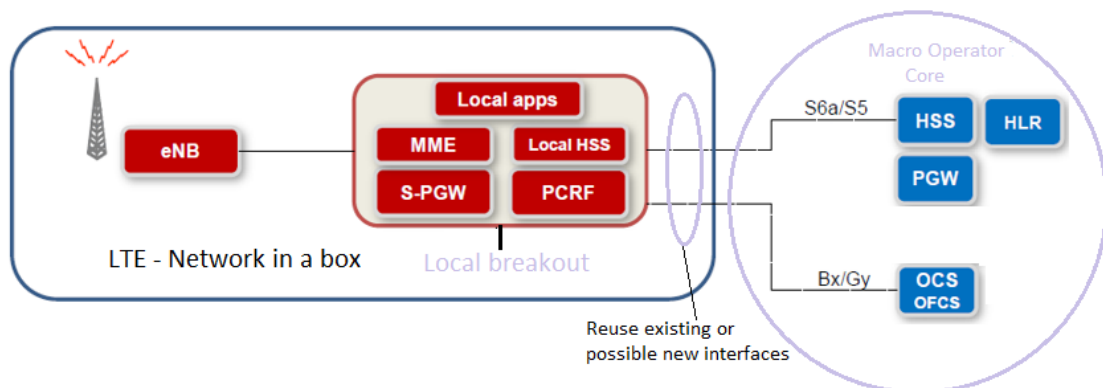 Macro Operator
Core
Local apps
S6a/S5
HSS
HLR
eNB
MME
Local HSS
PGW
S-PGW
PCRF
LTE - Network in a box
Local breakout
Bx/Gy
OCS
OFCS
Reuse existing or
possible new interfaces